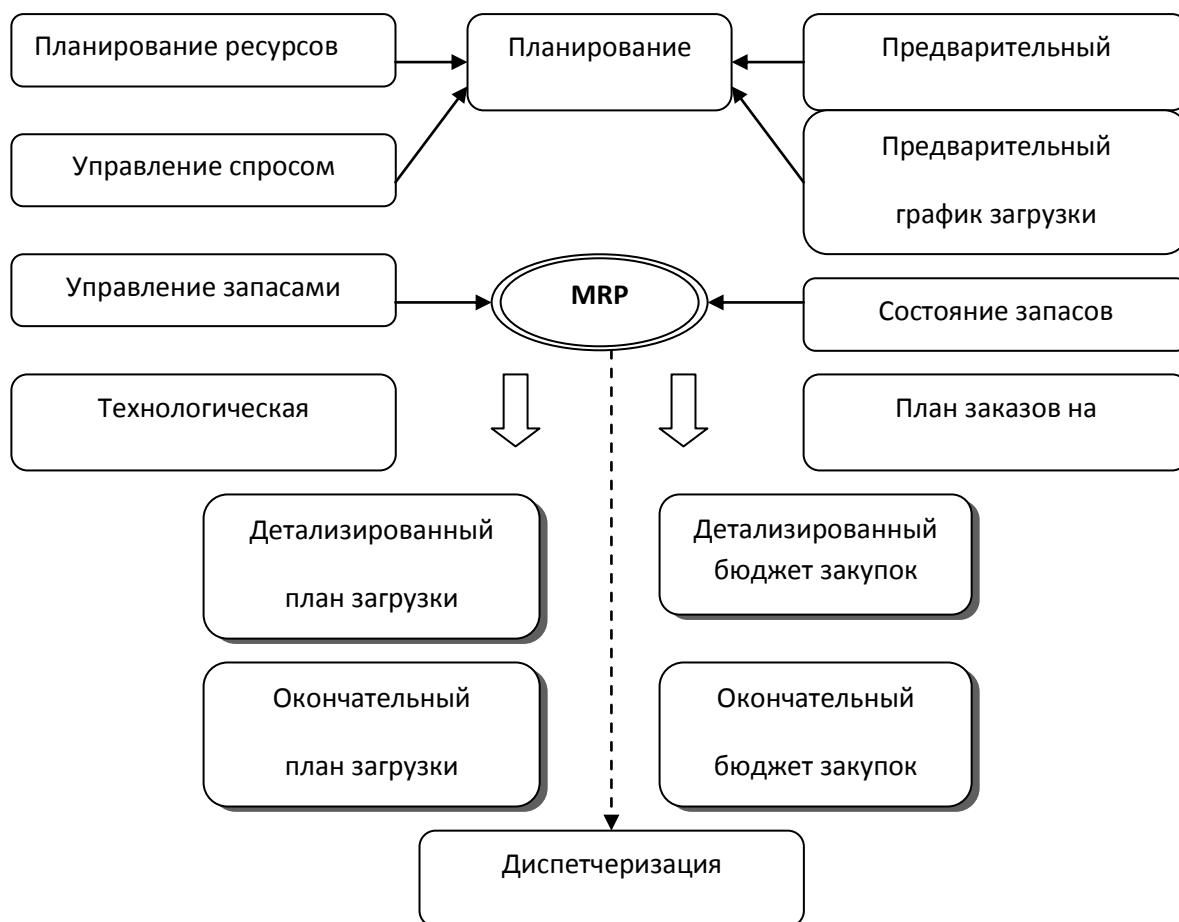 Планирование ресурсов
Планирование
Предварительный
Управление спросом
Предварительный
график загрузки
Управление запасами
MRP
Состояние запасов
Технологическая
План заказов на
Детализированный
план загрузки
Детализированный
бюджет закупок
Окончательный
план загрузки
Окончательный
бюджет закупок
Диспетчеризация